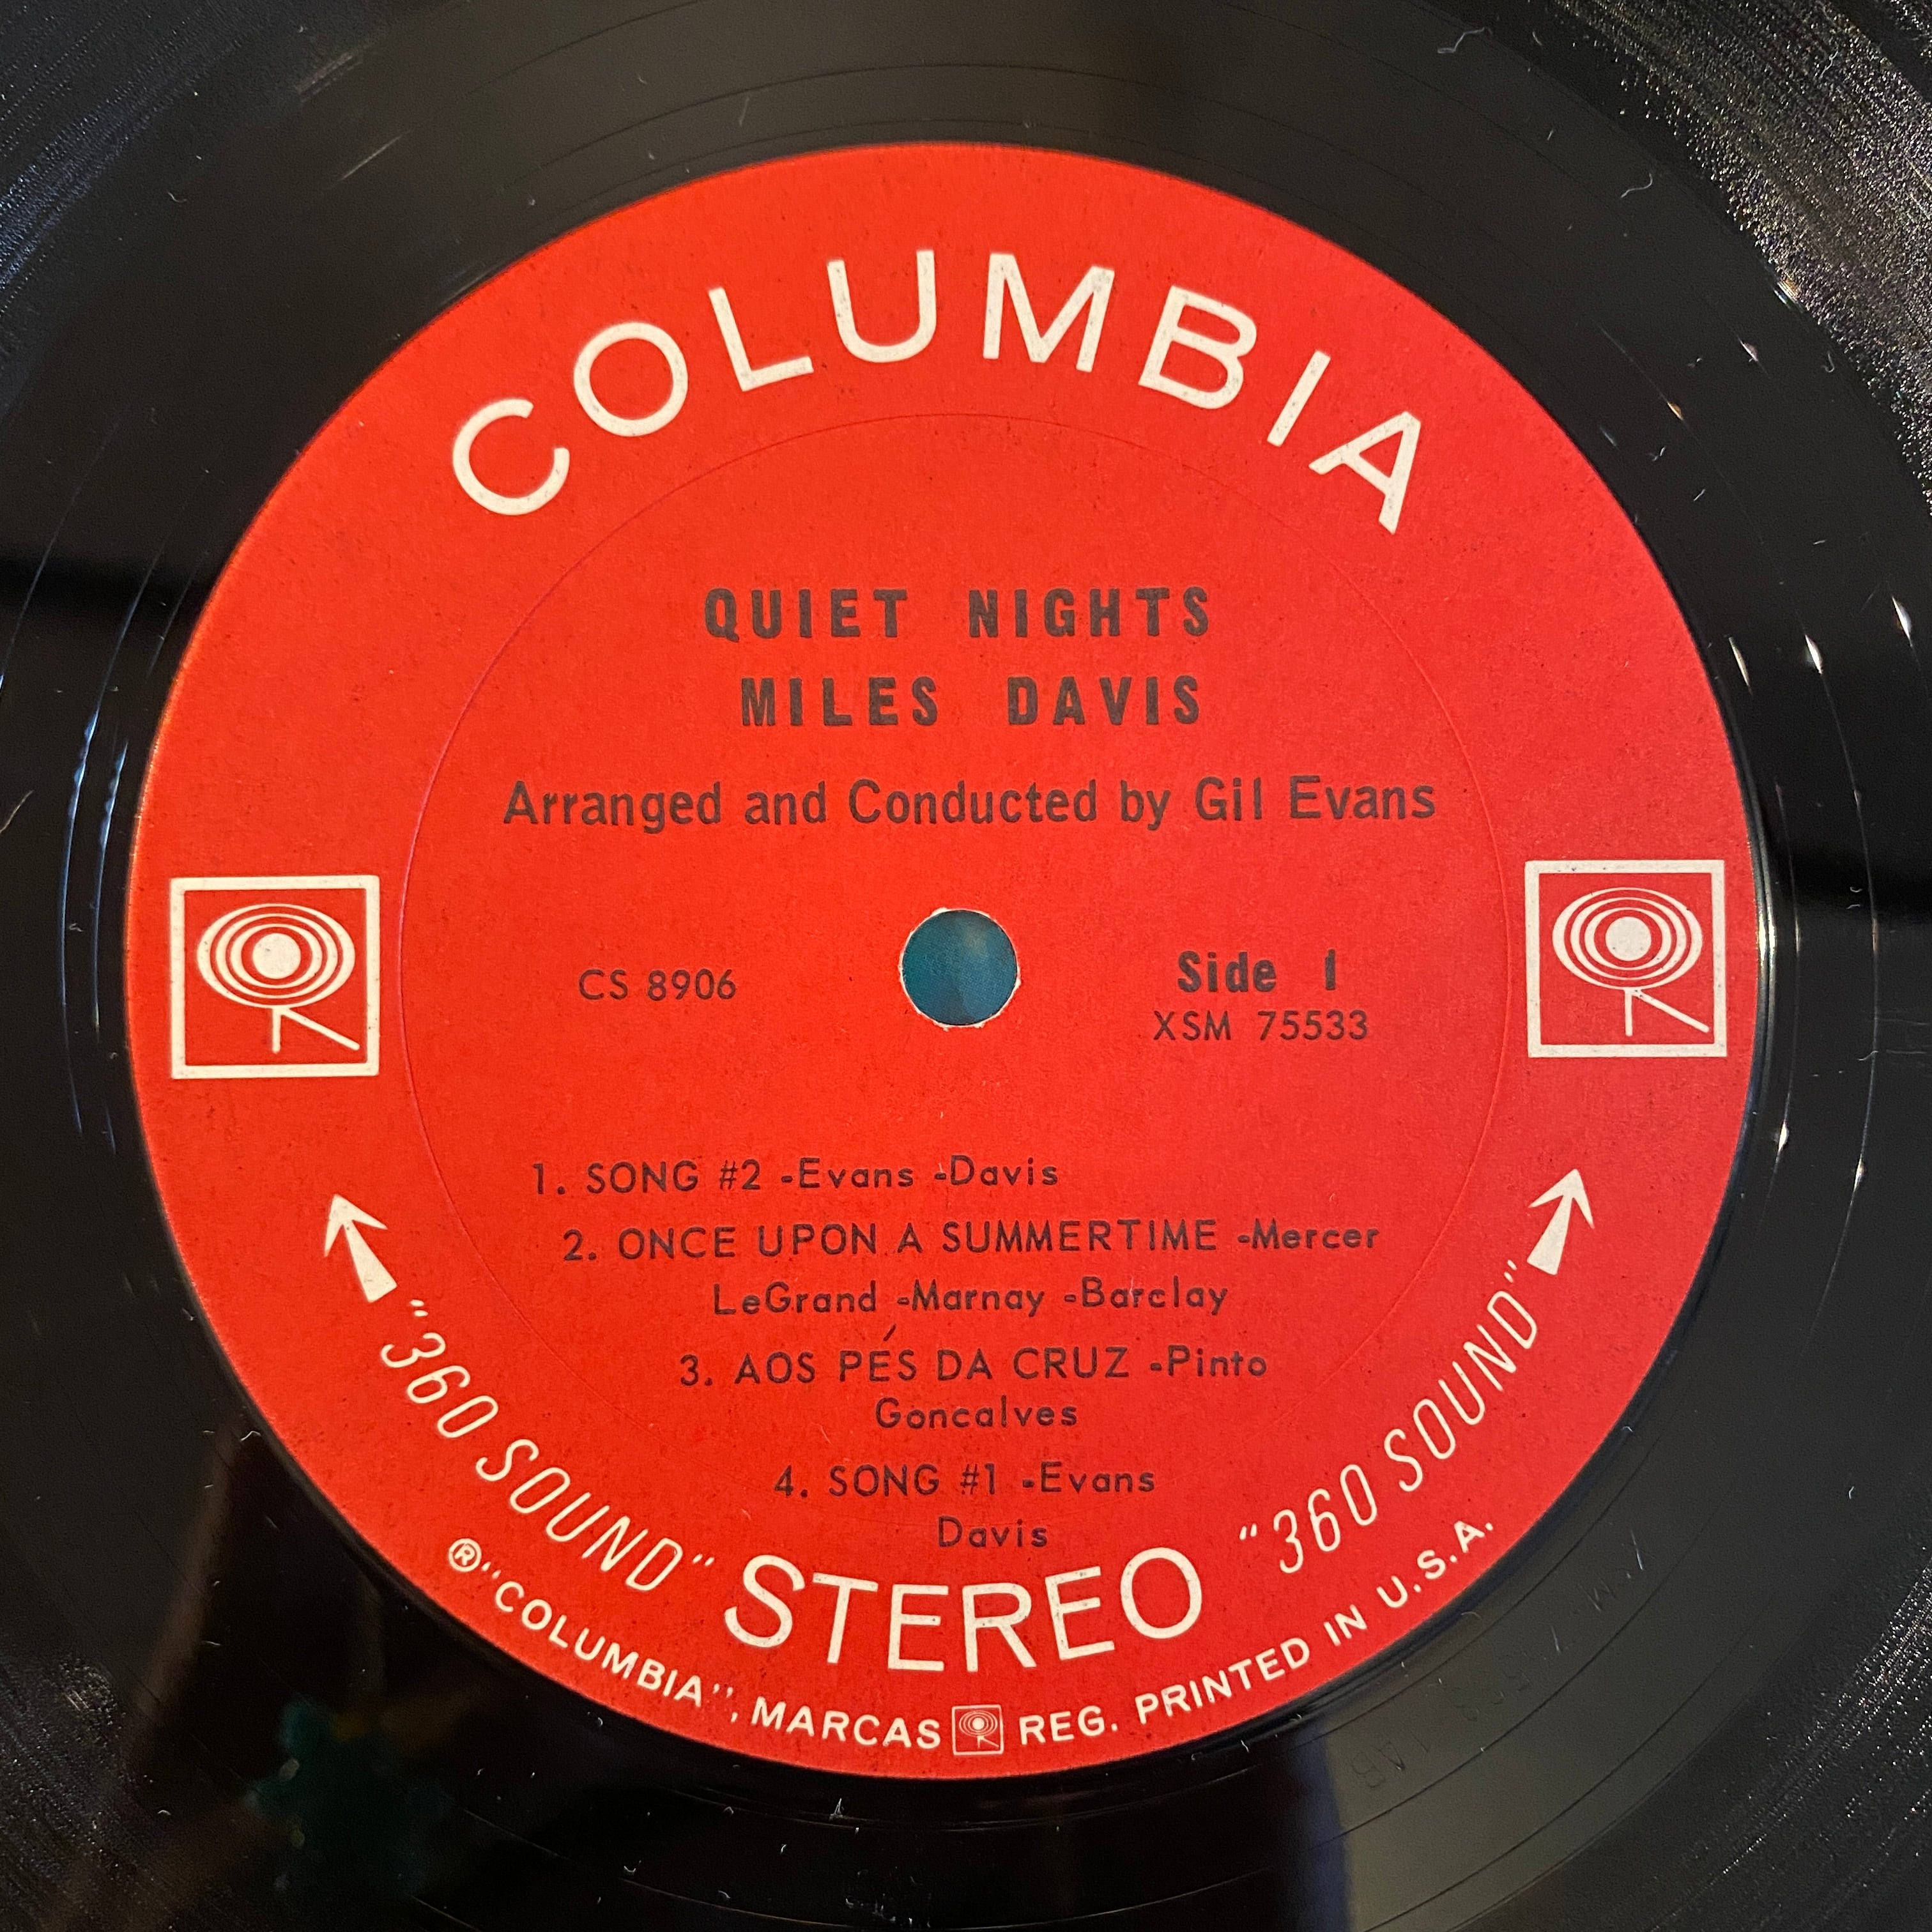 COLUMBIA
QUIET NIGHTS
MILES DAVIS
Arranged and Conducted by Gil Evans
CS 8906
Side 1
XSM 75533
1. SONG #2 -Evans -Davis
2. ONCE UPON A SUMMERTIME -Mercer
LeGrand -Marnay -Barclay
3. AOS PÉS DA CRUZ -Pinto
Goncalves
4. SONG #1 -Evans
Davis
"360 SOUND" STEREO "360 SOUND"
®"COLUMBIA", MARCAS REG. PRINTED IN U.S.A.